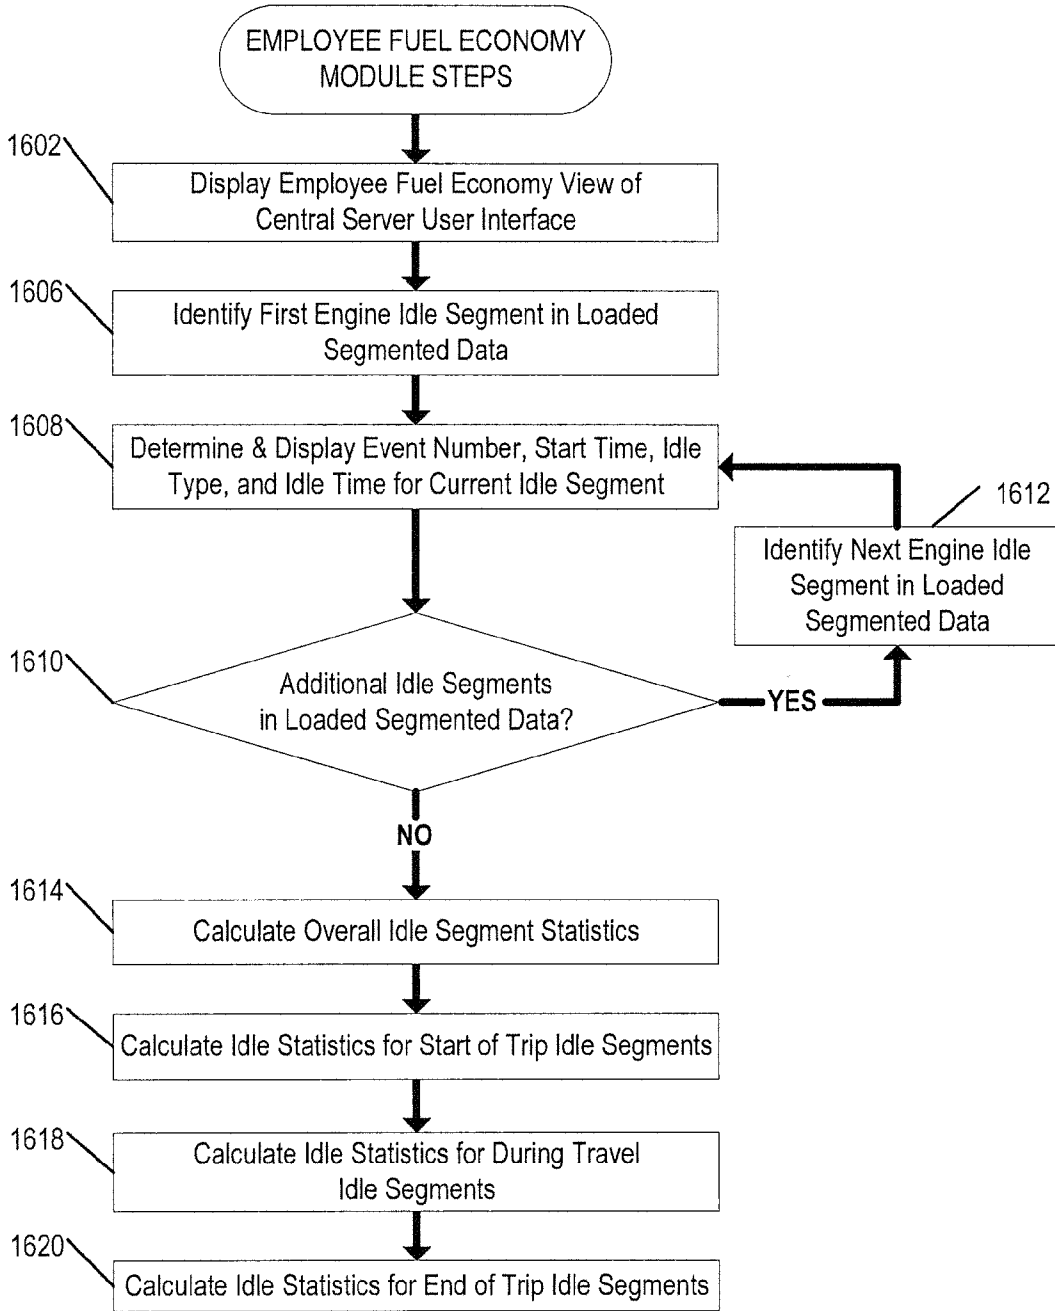 EMPLOYEE FUEL ECONOMY
MODULE STEPS
1602
Display Employee Fuel Economy View of
Central Server User Interface
1606
Identify First Engine Idle Segment in Loaded
Segmented Data
1608
Determine & Display Event Number, Start Time, Idle
Type, and Idle Time for Current Idle Segment
1612
Identify Next Engine Idle
Segment in Loaded
Segmented Data
1610
Additional Idle Segments
in Loaded Segmented Data?
YES
NO
1614
Calculate Overall Idle Segment Statistics
1616
Calculate Idle Statistics for Start of Trip Idle Segments
1618
Calculate Idle Statistics for During Travel
Idle Segments
1620
Calculate Idle Statistics for End of Trip Idle Segments